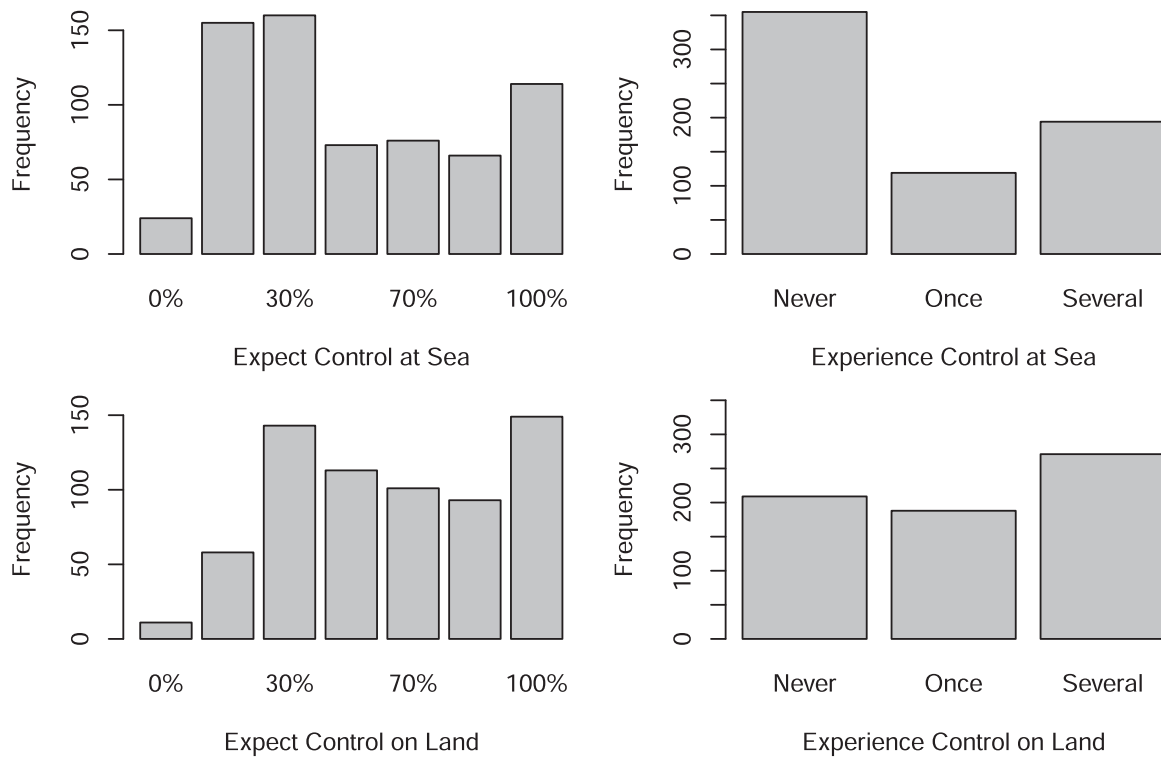 Frequency
0 50 100 150
0% 30% 70% 100%
Expect Control at Sea
Frequency
0 100 200 300
Never Once Several
Experience Control at Sea
Frequency
0 50 100 150
0% 30% 70% 100%
Expect Control on Land
Frequency
0 100 200 300
Never Once Several
Experience Control on Land